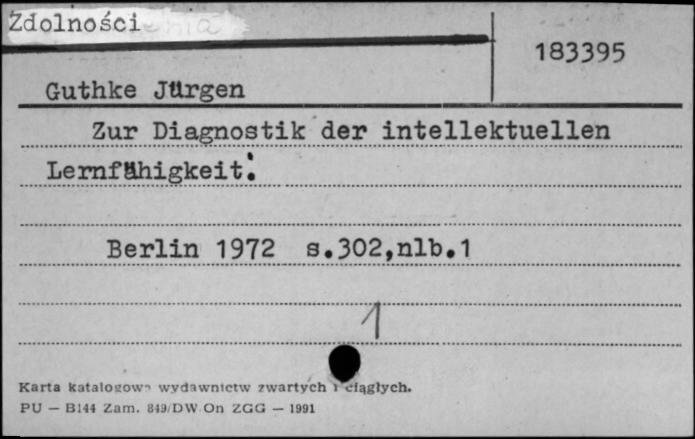 Zdolności
183395
Guthke Jürgen
Zur Diagnostik der intellektuellen
Lernfähigkeit.
Berlin 1972 s.302,nlb.1
1
Karta katalogowa wydawnictw zwartych i ciągłych.
PU — B144 Zam. 849/DW On ZGG — 1991